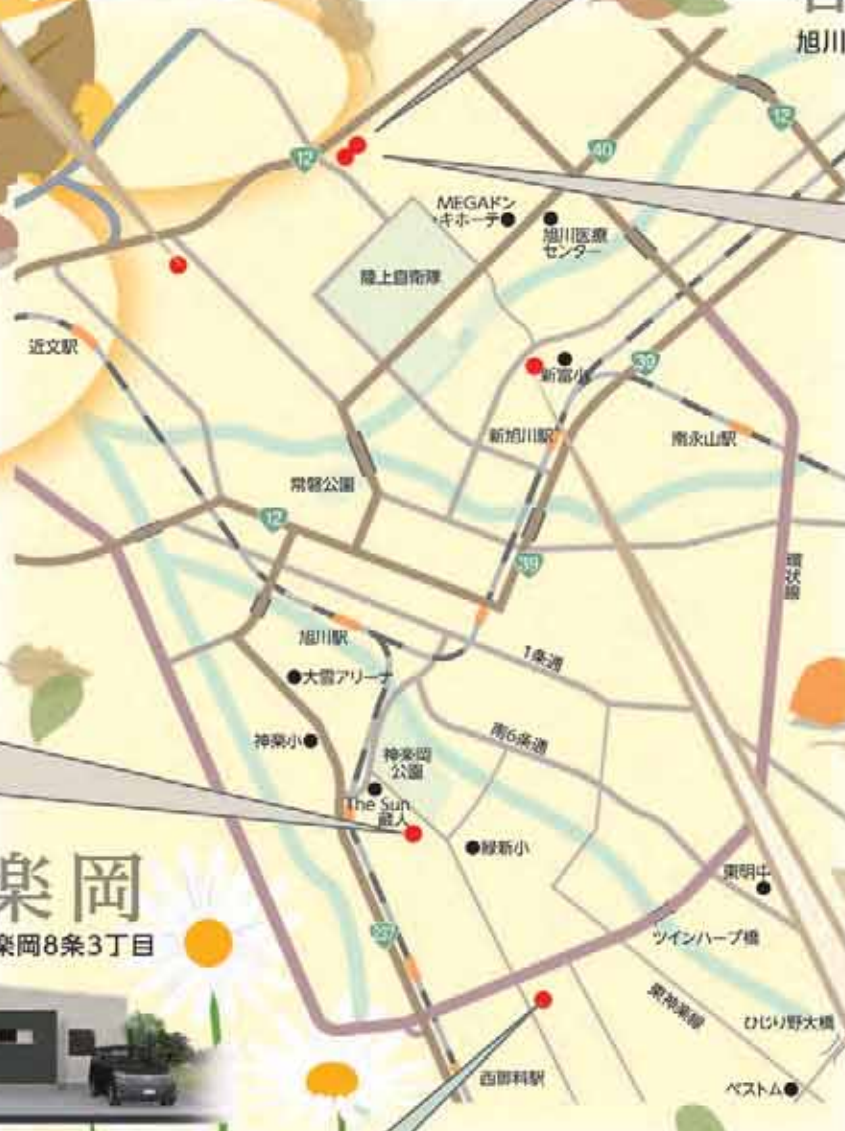 旭川
12
12
40
MEGAドン
・キホーテ
旭川医療
センター
陸上自衛隊
近文駅
新富小
39
新旭川駅
南永山駅
常磐公園
12
39
環状線
旭川駅
1条通
大雪アリーナ
南6条通
神楽小
神楽岡
公園
The Sun
蔵人
緑新小
東明中
楽岡
楽岡8条3丁目
237
ツインハープ橋
東神楽線
ひじり野大橋
西御料駅
ベストム